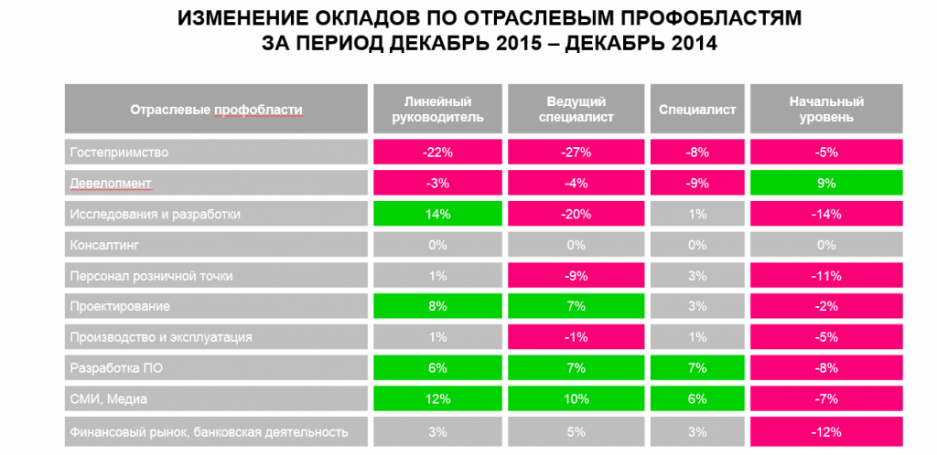 ИЗМЕНЕНИЕ ОКЛАДОВ ПО ОТРАСЛЕВЫМ ПРОФОБЛАСТЯМ
ЗА ПЕРИОД ДЕКАБРЬ 2015 – ДЕКАБРЬ 2014
Отраслевые профобласти Линейный руководитель Ведущий специалист Специалист Начальный уровень
Гостеприимство -22% -27% -8% -5%
Девелопмент -3% -4% -9% 9%
Исследования и разработки 14% -20% 1% -14%
Консалтинг 0% 0% 0% 0%
Персонал розничной точки 1% -9% 3% -11%
Проектирование 8% 7% 3% -2%
Производство и эксплуатация 1% -1% 1% -5%
Разработка ПО 6% 7% 7% -8%
СМИ, Медиа 12% 10% 6% -7%
Финансовый рынок, банковская деятельность 3% 5% 3% -12%